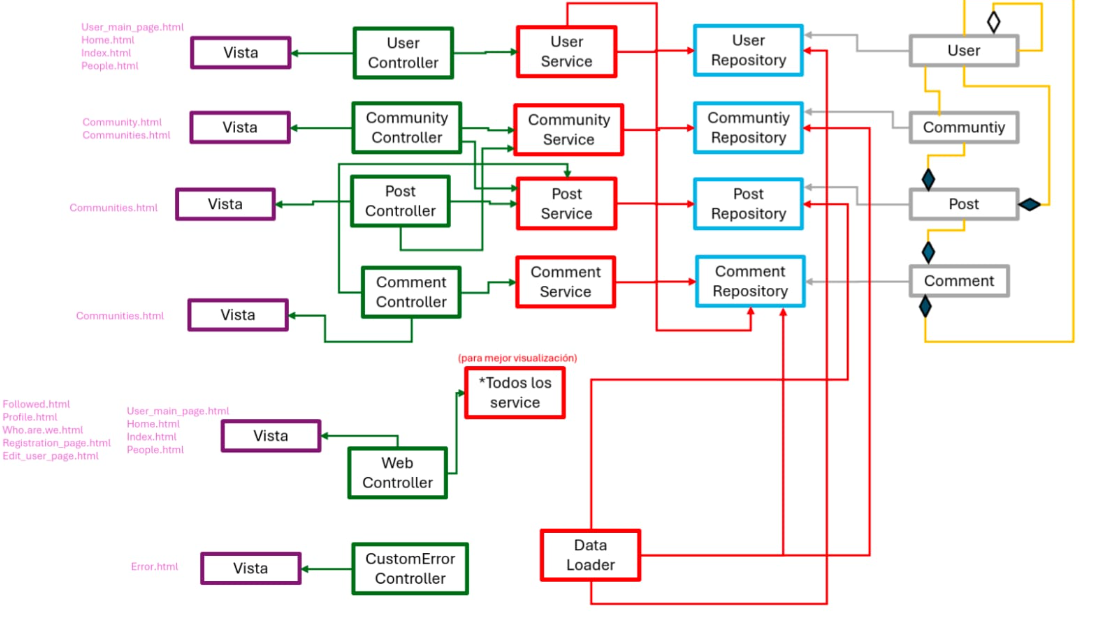 User_main_page.html
Home.html
Index.html
People.html
Vista
User
Controller
User
Service
User
Repository
User
Community.html
Communities.html
Vista
Community
Controller
Community
Service
Communtiy
Repository
Communtiy
Communities.html
Vista
Post
Controller
Post
Service
Post
Repository
Post
Communities.html
Vista
Comment
Controller
Comment
Service
Comment
Repository
Comment
(para mejor visualización)
*Todos los
service
Followed.html
Profile.html
Who.are.we.html
Registration_page.html
Edit_user_page.html
User_main_page.html
Home.html
Index.html
People.html
Vista
Web
Controller
Error.html
Vista
CustomError
Controller
Data
Loader